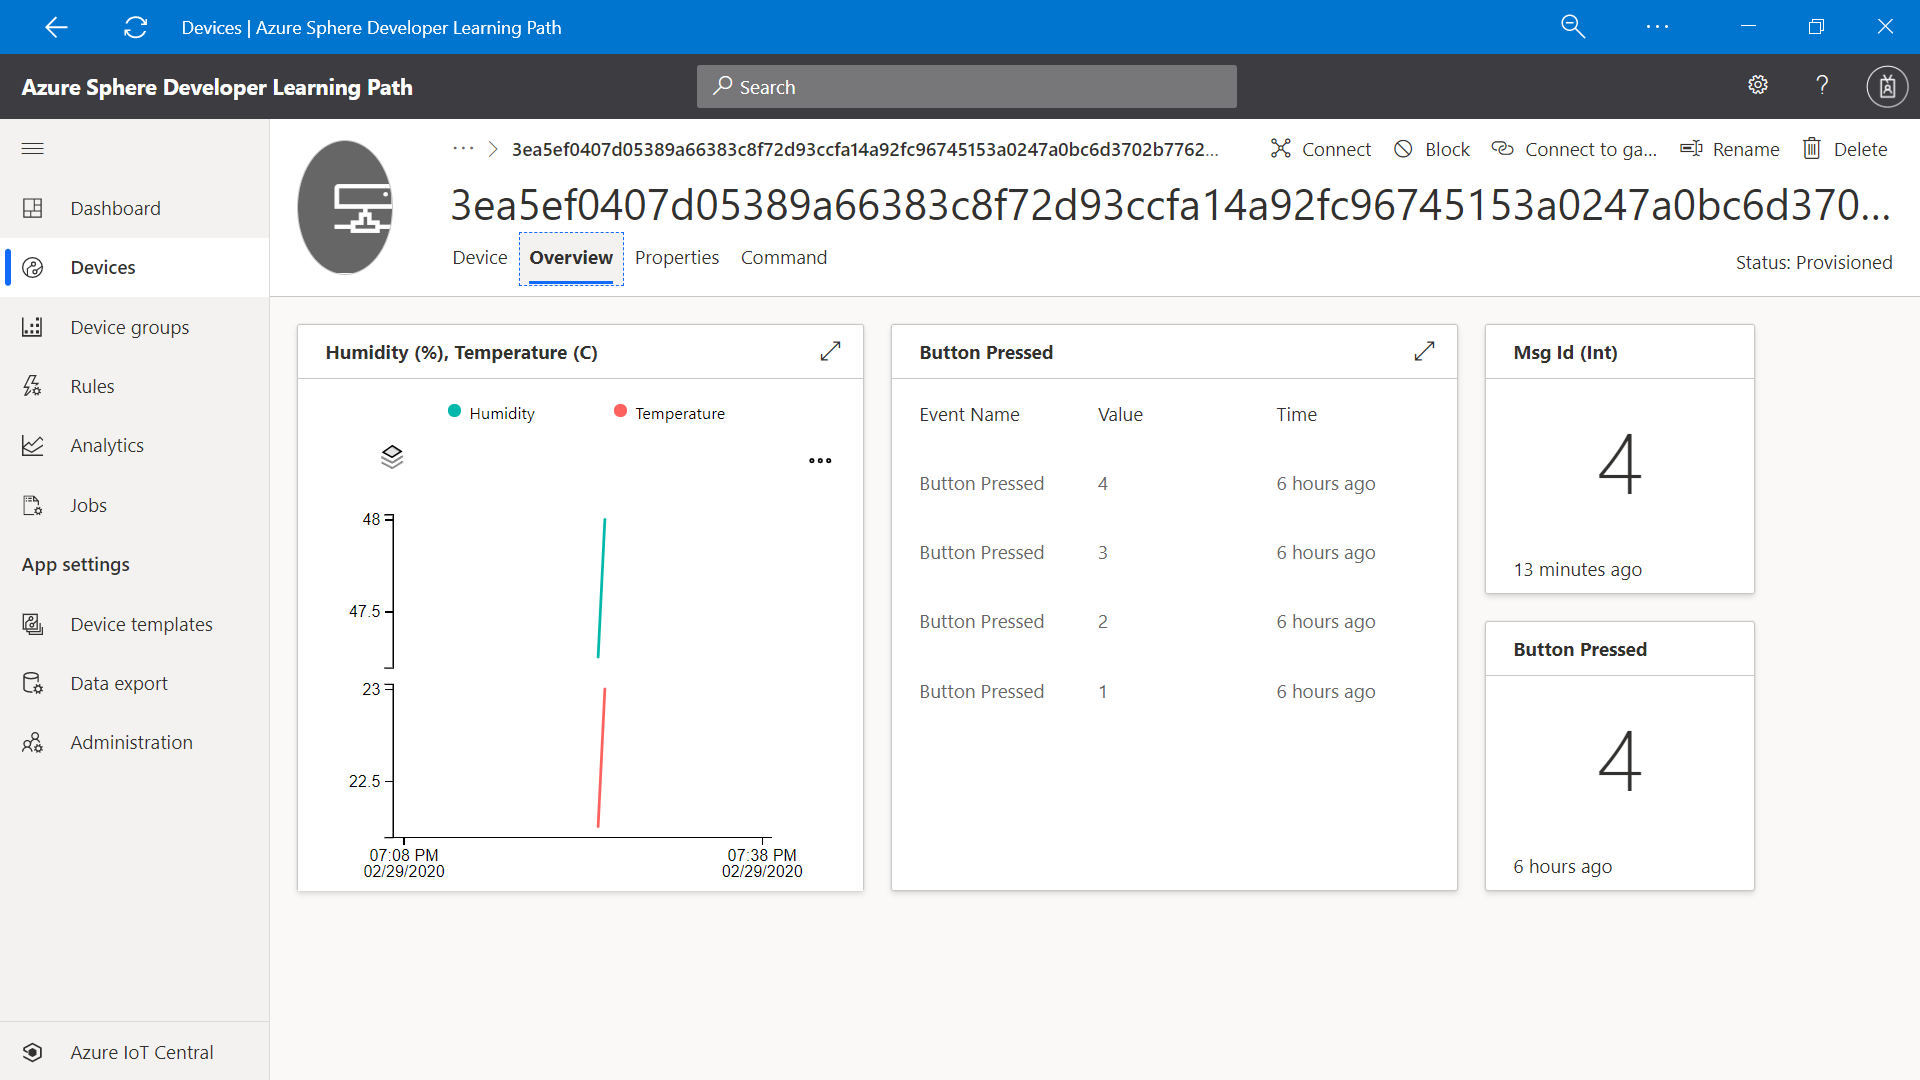 Devices | Azure Sphere Developer Learning Path
Azure Sphere Developer Learning Path
Search
?
Dashboard
Devices
Device groups
Rules
Analytics
Jobs
App settings
Device templates
Data export
Administration
Azure IoT Central
··· > 3ea5ef0407d05389a66383c8f72d93ccfa14a92fc96745153a0247a0bc6d3702b7762...
Connect
Block
Connect to ga...
Rename
Delete
3ea5ef0407d05389a66383c8f72d93ccfa14a92fc96745153a0247a0bc6d370...
Device Overview Properties Command
Status: Provisioned
Humidity (%), Temperature (C)
Humidity Temperature
48
47.5
23
22.5
07:08 PM 07:38 PM
02/29/2020 02/29/2020
Button Pressed
Event Name Value Time
Button Pressed 4 6 hours ago
Button Pressed 3 6 hours ago
Button Pressed 2 6 hours ago
Button Pressed 1 6 hours ago
Msg Id (Int)
4
13 minutes ago
Button Pressed
4
6 hours ago